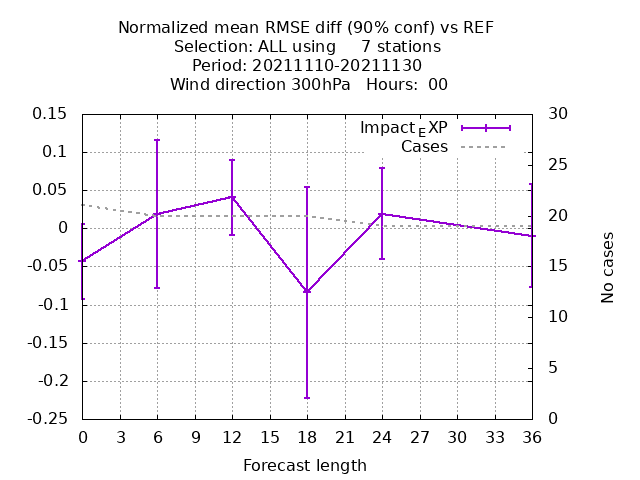 Normalized mean RMSE diff (90% conf) vs REF
Selection: ALL using     7 stations
Period: 20211110-20211130
Wind direction 300hPa   Hours:  00
Impact_EXP
Cases
0.15
0.1
0.05
0
-0.05
-0.1
-0.15
-0.2
-0.25
30
25
20
15
10
5
0
No cases
0 3 6 9 12 15 18 21 24 27 30 33 36
Forecast length